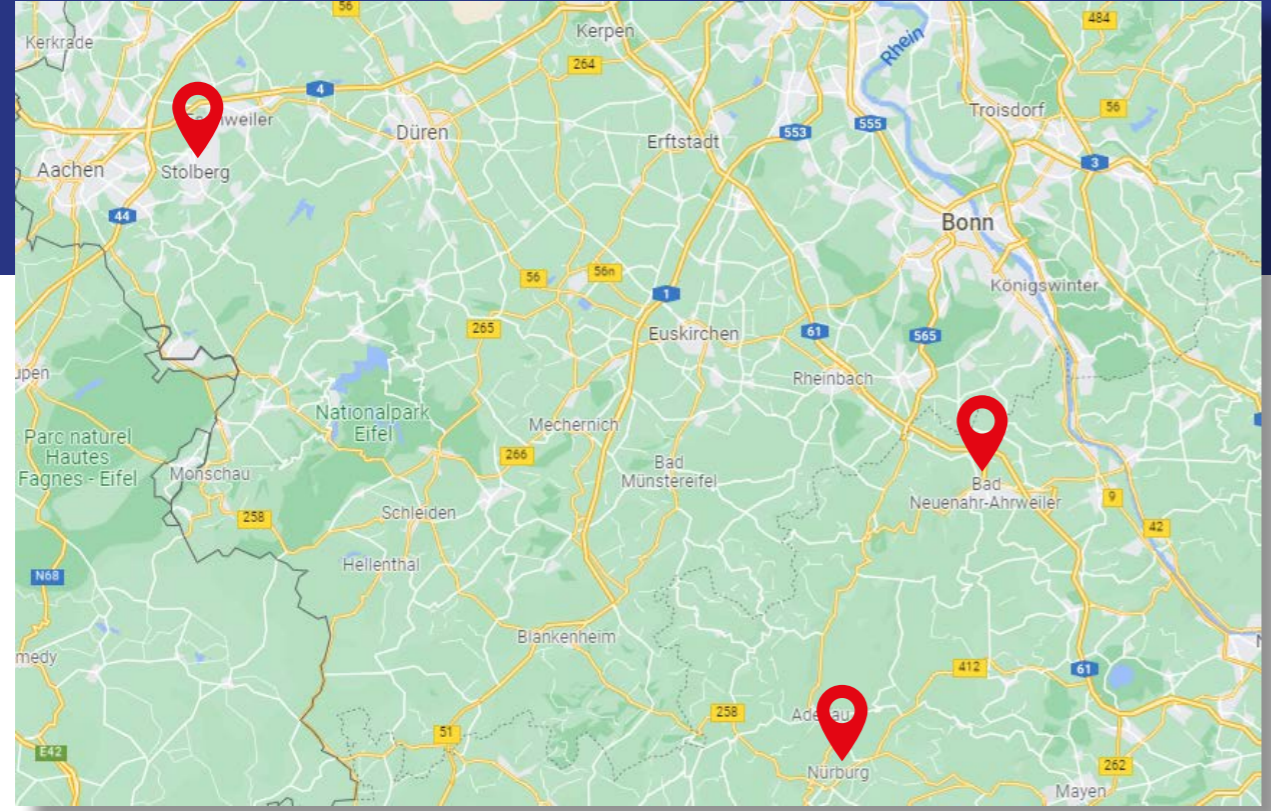 56
484
Kerkrade
Kerpen
Rhein
264
4
Troisdorf
56
Düren
553
555
Erftstadt
3
Aachen
Stolberg
44
Bonn
56
56n
Königswinter
1
265
61
565
Euskirchen
Rheinbach
Nationalpark
Eifel
Mechernich
Parc naturel
Hautes
Fagnes - Eifel
266
Bad
Münstereifel
Monschau
Bad
Neuenahr-Ahrweiler
9
258
Schleiden
42
Hellenthal
N68
Blankenheim
412
61
258
51
E42
262
Nürburg
Mayen